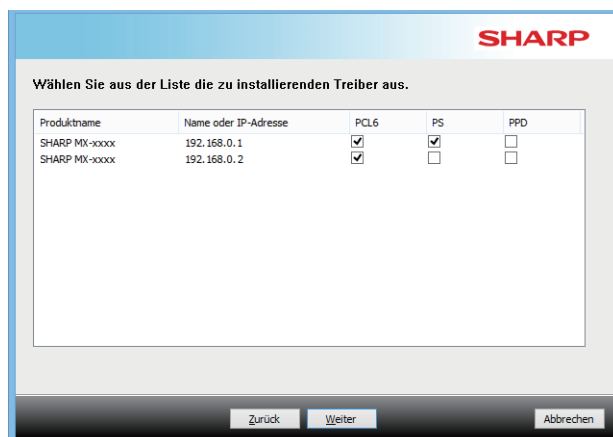 SHARP
Wählen Sie aus der Liste die zu installierenden Treiber aus.
Produktname Name oder IP-Adresse PCL6 PS PPD
SHARP MX-xxxx 192.168.0.1
SHARP MX-xxxx 192.168.0.2
Zurück Weiter Abbrechen